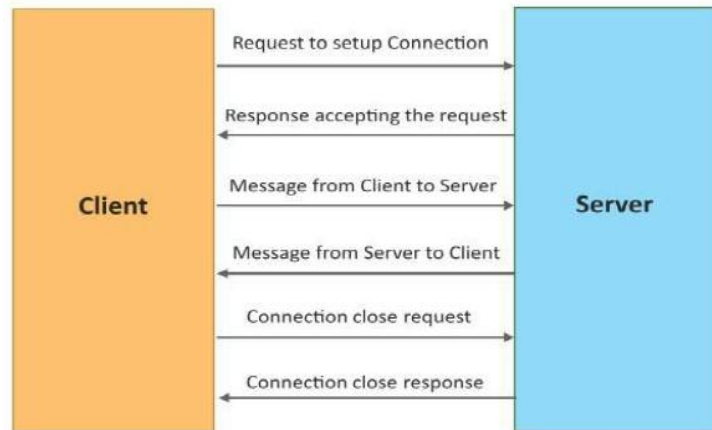 Request to setup Connection
Response accepting the request
Message from Client to Server
Client
Server
Message from Server to Client
Connection close request
Connection close response